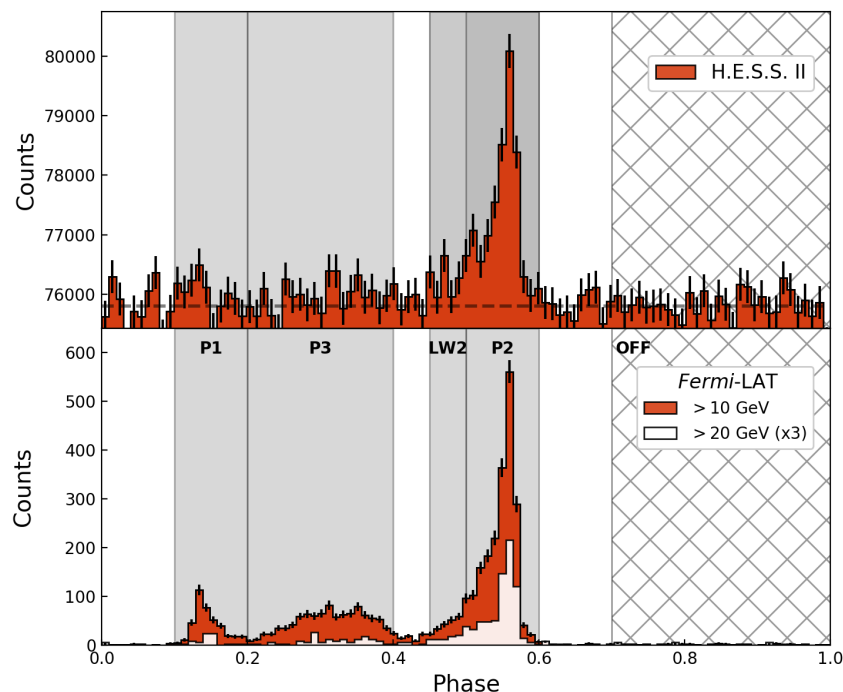 80000
79000
78000
77000
76000
Counts
H.E.S.S. II
P1 P3 LW2 P2 OFF
600
500
400
300
200
100
0
Counts
Fermi-LAT
> 10 GeV
> 20 GeV (x3)
0.0 0.2 0.4 0.6 0.8 1.0
Phase